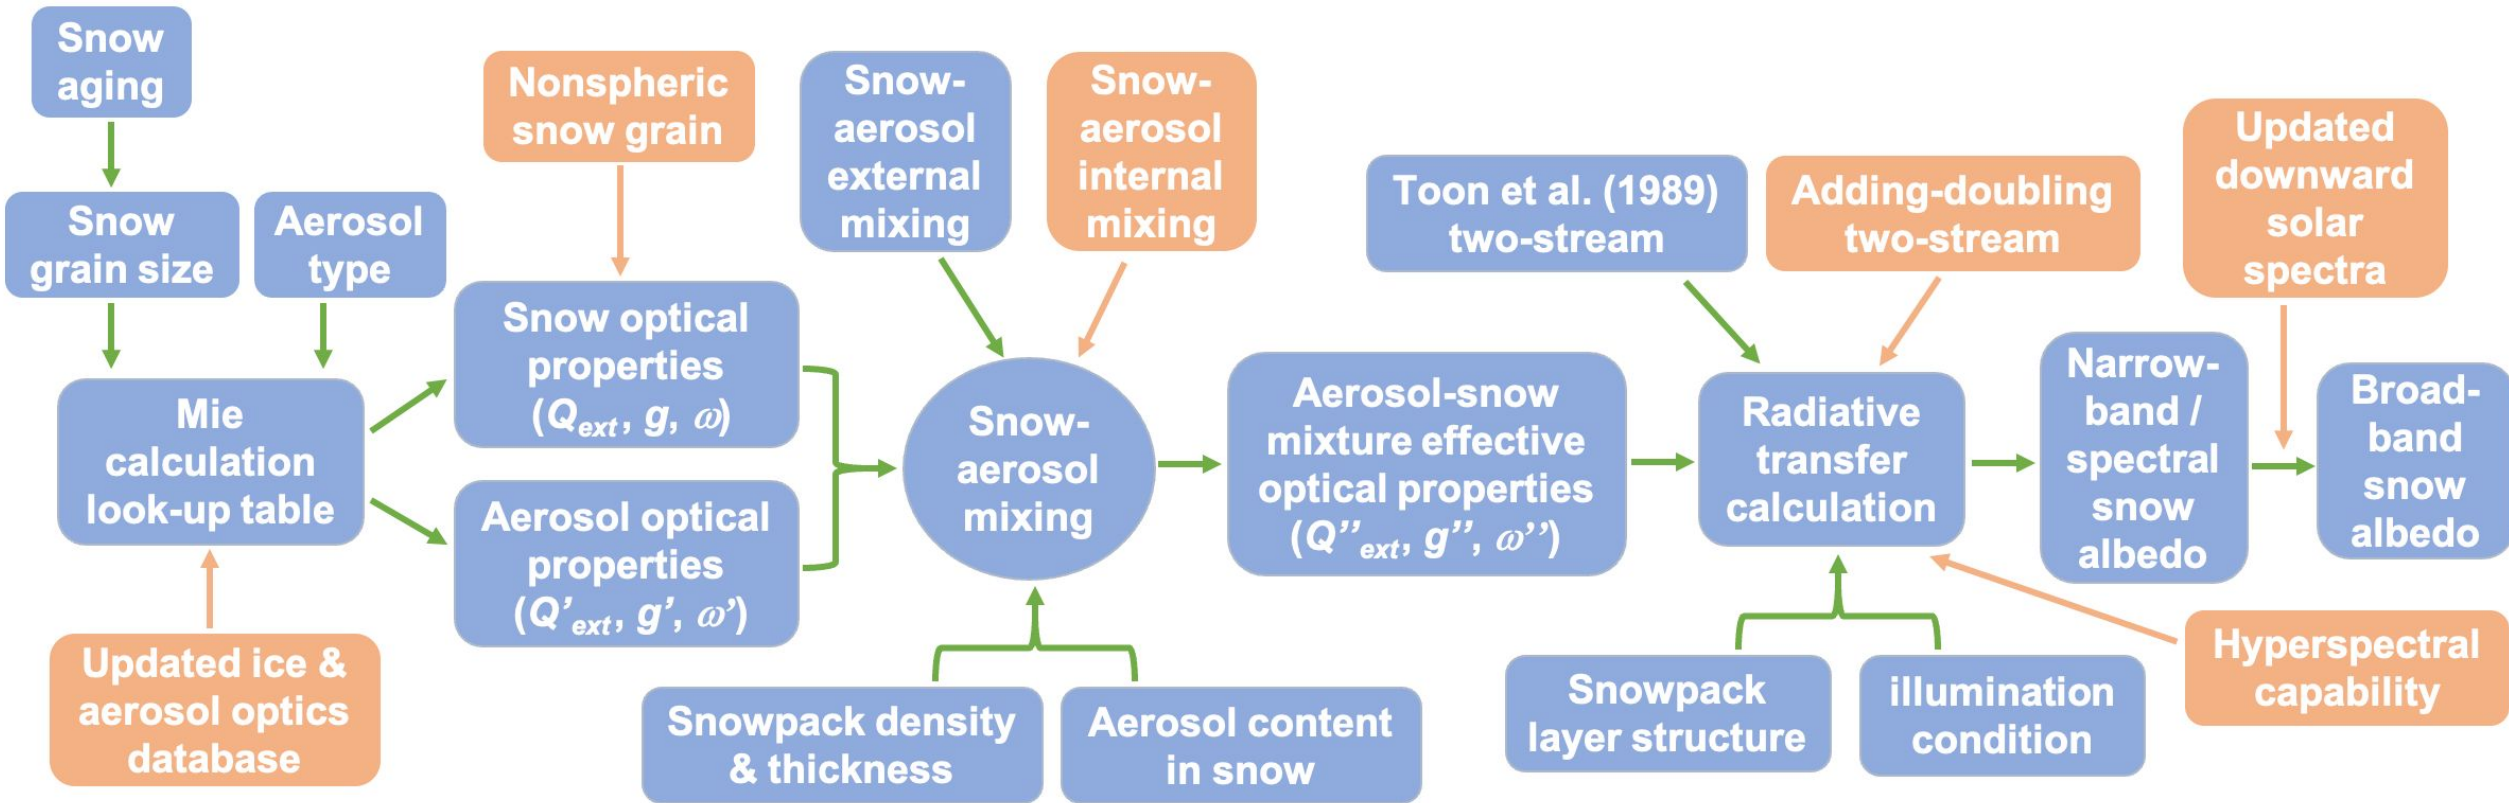 Snow
aging
Snow
grain size
Aerosol
type
Mie
calculation
look-up table
Updated ice &
aerosol optics
database
Nonspheric
snow grain
Snow optical
properties
(Qext, g, ω)
Aerosol optical
properties
(Q’ext, g’, ω’)
Snow-
aerosol
external
mixing
Snow-
aerosol
internal
mixing
Snow-
aerosol
mixing
Snowpack density
& thickness
Aerosol content
in snow
Aerosol-snow
mixture effective
optical properties
(Q’’ext, g’’, ω’’)
Toon et al. (1989)
two-stream
Adding-doubling
two-stream
Radiative
transfer
calculation
Snowpack
layer structure
illumination
condition
Hyperspectral
capability
Narrow-
band /
spectral
snow
albedo
Updated
downward
solar
spectra
Broad-
band
snow
albedo